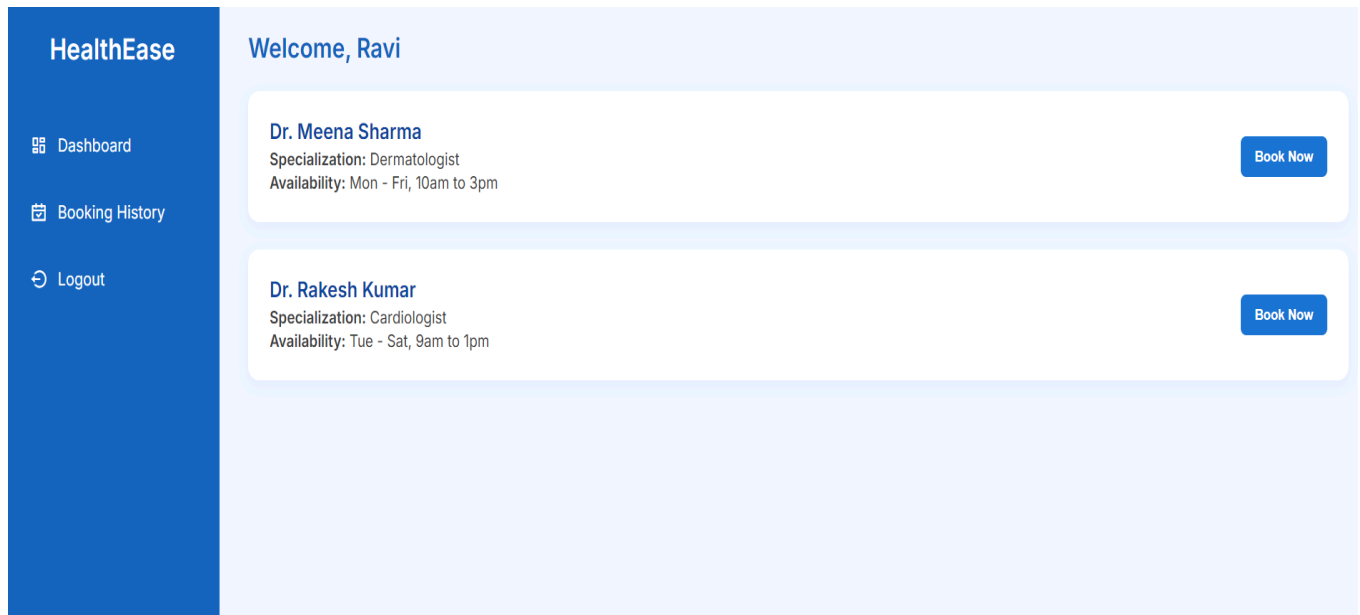 HealthEase
Dashboard
Booking History
Logout
Welcome, Ravi
Dr. Meena Sharma
Specialization: Dermatologist
Availability: Mon - Fri, 10am to 3pm
Book Now
Dr. Rakesh Kumar
Specialization: Cardiologist
Availability: Tue - Sat, 9am to 1pm
Book Now